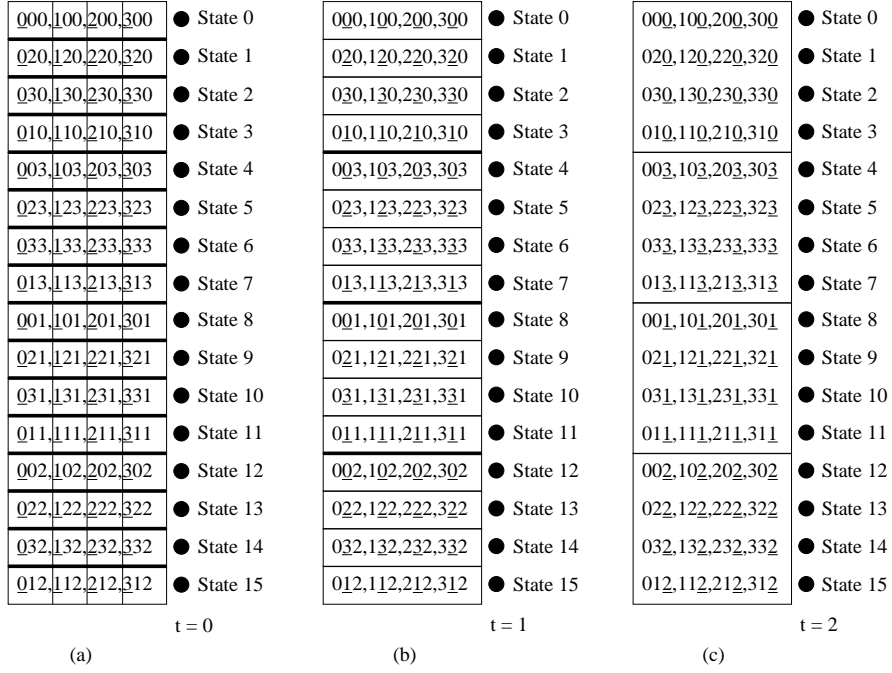 000,100,200,300 State 0 000,100,200,300 State 0 000,100,200,300 State 0
020,120,220,320 State 1 020,120,220,320 State 1 020,120,220,320 State 1
030,130,230,330 State 2 030,130,230,330 State 2 030,130,230,330 State 2
010,110,210,310 State 3 010,110,210,310 State 3 010,110,210,310 State 3
003,103,203,303 State 4 003,103,203,303 State 4 003,103,203,303 State 4
023,123,223,323 State 5 023,123,223,323 State 5 023,123,223,323 State 5
033,133,233,333 State 6 033,133,233,333 State 6 033,133,233,333 State 6
013,113,213,313 State 7 013,113,213,313 State 7 013,113,213,313 State 7
001,101,201,301 State 8 001,101,201,301 State 8 001,101,201,301 State 8
021,121,221,321 State 9 021,121,221,321 State 9 021,121,221,321 State 9
031,131,231,331 State 10 031,131,231,331 State 10 031,131,231,331 State 10
011,111,211,311 State 11 011,111,211,311 State 11 011,111,211,311 State 11
002,102,202,302 State 12 002,102,202,302 State 12 002,102,202,302 State 12
022,122,222,322 State 13 022,122,222,322 State 13 022,122,222,322 State 13
032,132,232,332 State 14 032,132,232,332 State 14 032,132,232,332 State 14
012,112,212,312 State 15 012,112,212,312 State 15 012,112,212,312 State 15
t = 0 t = 1 t = 2
(a) (b) (c)